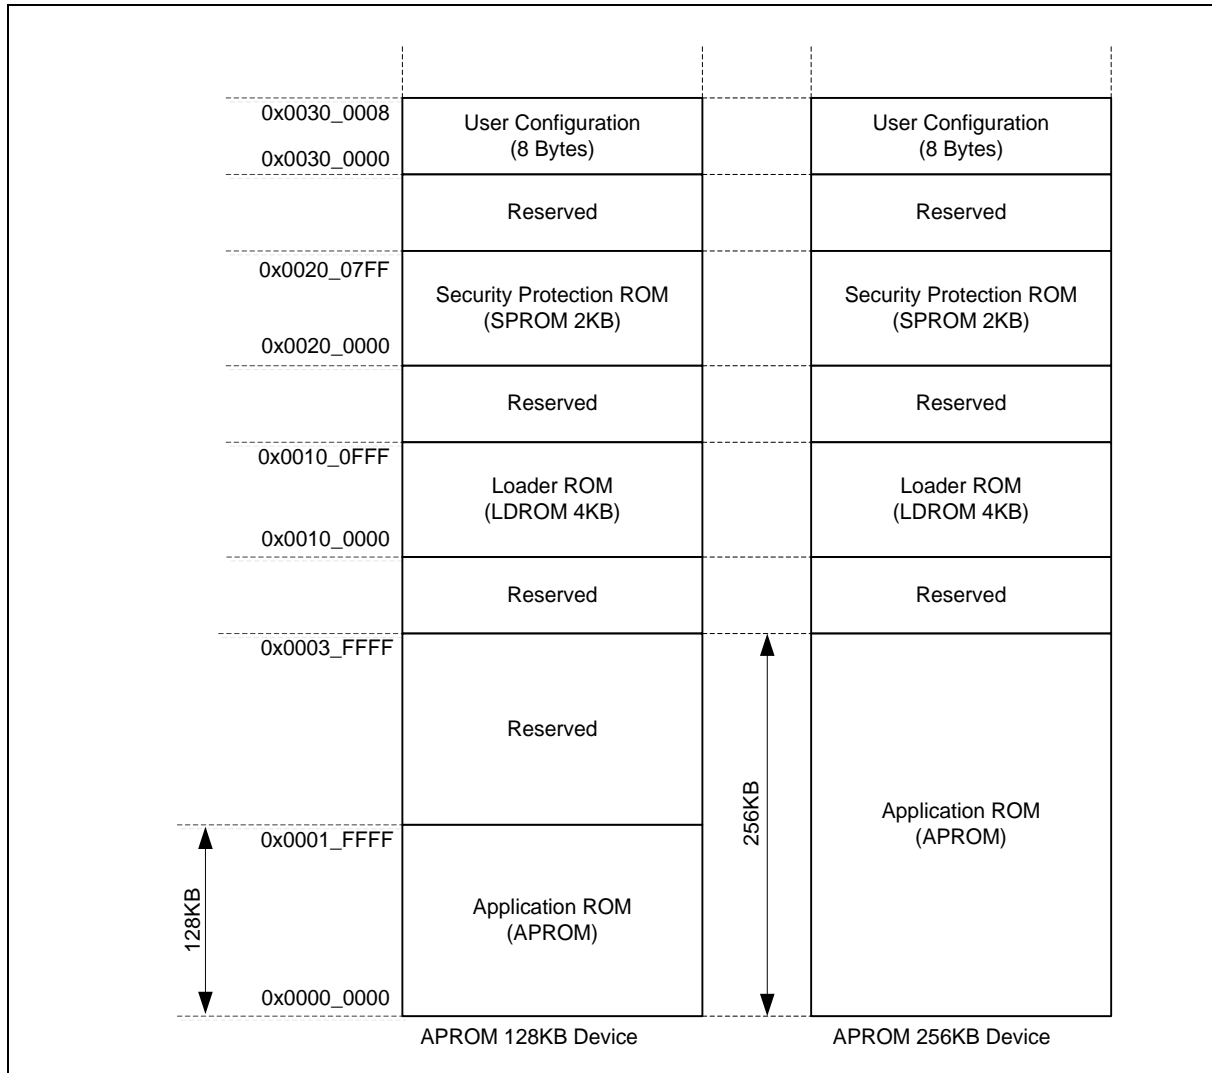 0x0030_0008
User Configuration
(8 Bytes)
User Configuration
(8 Bytes)
0x0030_0000
Reserved
Reserved
0x0020_07FF
Security Protection ROM
(SPROM 2KB)
Security Protection ROM
(SPROM 2KB)
0x0020_0000
Reserved
Reserved
0x0010_0FFF
Loader ROM
(LDROM 4KB)
Loader ROM
(LDROM 4KB)
0x0010_0000
Reserved
Reserved
0x0003_FFFF
Reserved
256KB
Application ROM
(APROM)
0x0001_FFFF
128KB
Application ROM
(APROM)
0x0000_0000
APROM 128KB Device
APROM 256KB Device